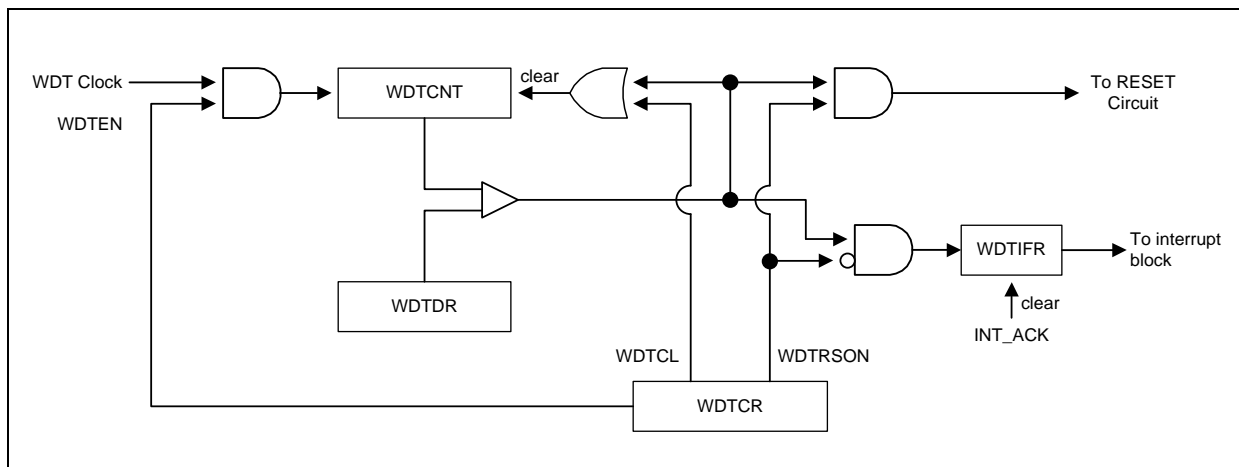 WDT Clock
WDTEN
WDTCNT
clear
To RESET
Circuit
WDTDR
WDTIFR
To interrupt
block
clear
INT_ACK
WDTCL
WDTRSON
WDTCR